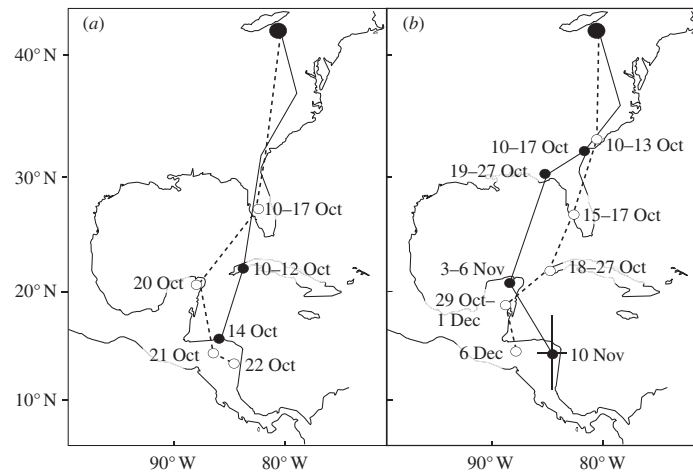 (a)
(b)
40° N
30° N
20° N
10° N
10–17 Oct
10–12 Oct
20 Oct
14 Oct
21 Oct
22 Oct
10–17 Oct
10–13 Oct
19–27 Oct
15–17 Oct
18–27 Oct
3–6 Nov
29 Oct–
1 Dec
6 Dec
10 Nov
90° W
80° W
90° W
80° W